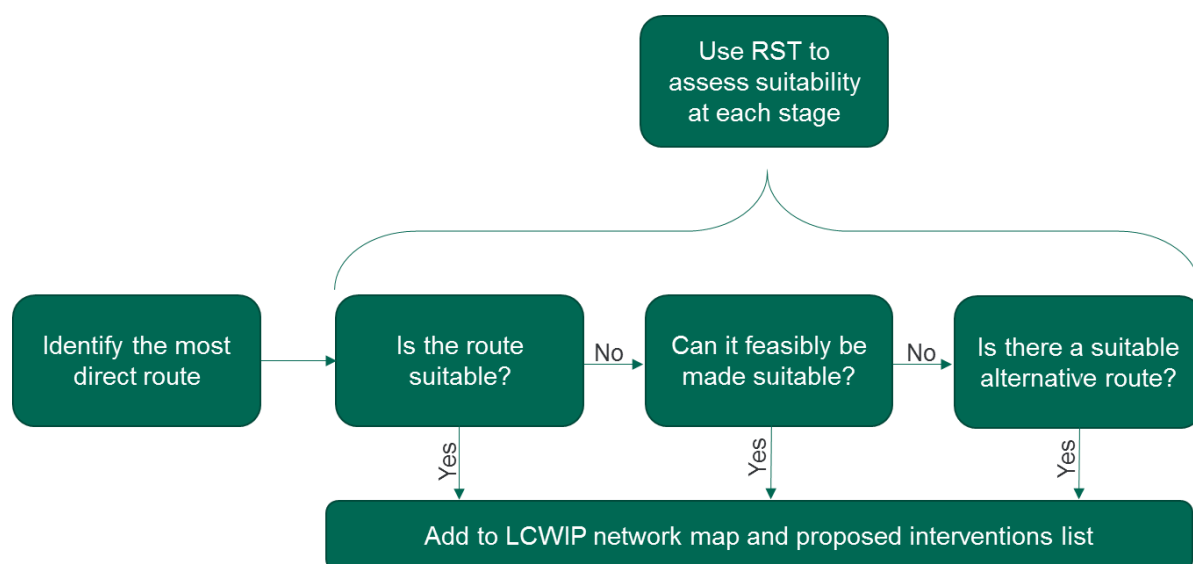 Use RST to
assess suitability
at each stage
Identify the most
direct route
Is the route
suitable?
No
Can it feasibly be
made suitable?
No
Is there a suitable
alternative route?
Yes
Yes
Yes
Add to LCWIP network map and proposed interventions list